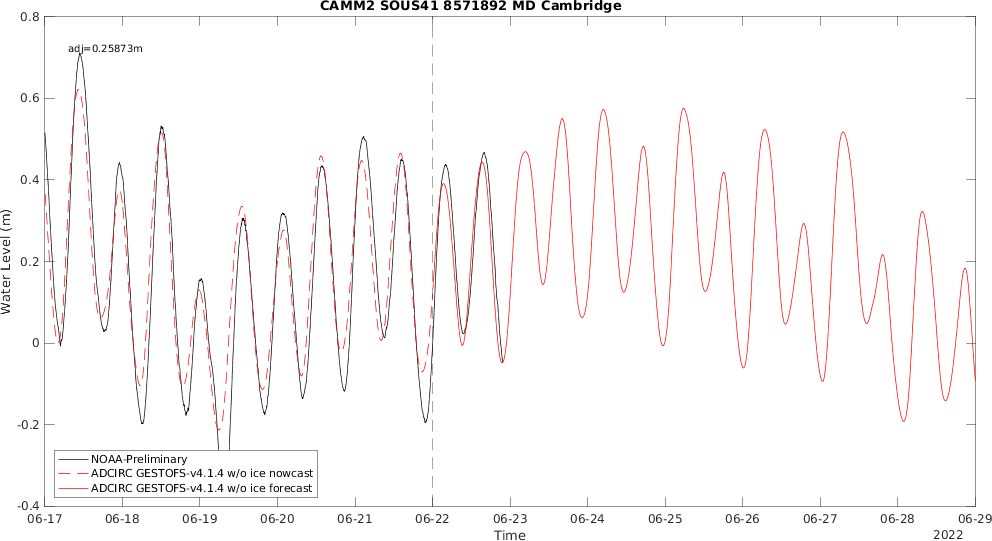 CAMM2 SOUS41 8571892 MD Cambridge
adj=0.25873m
0.8
0.6
0.4
0.2
0
-0.2
-0.4
Water Level (m)
NOAA-Preliminary
ADCIRC GESTOFS-v4.1.4 w/o ice nowcast
ADCIRC GESTOFS-v4.1.4 w/o ice forecast
06-17 06-18 06-19 06-20 06-21 06-22 06-23 06-24 06-25 06-26 06-27 06-28 06-29
Time
2022